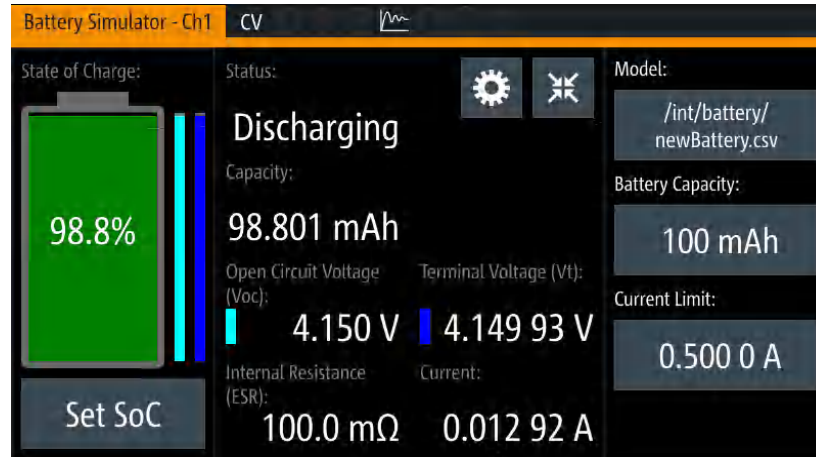 Battery Simulator - Ch1 CV
State of Charge:
98.8%
Set SoC
Status:
Discharging
Capacity:
98.801 mAh
Open Circuit Voltage
(Voc):
4.150 V
Terminal Voltage (Vt):
4.149 93 V
Internal Resistance
(ESR):
100.0 mΩ
Current:
0.012 92 A
Model:
/int/battery/
newBattery.csv
Battery Capacity:
100 mAh
Current Limit:
0.500 0 A